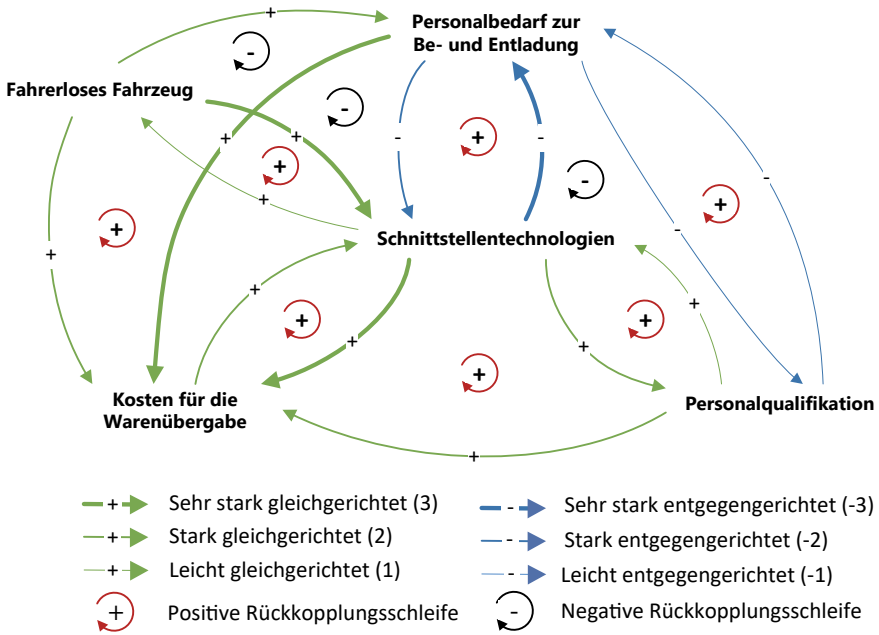 Personalbedarf zur
Be- und Entladung
Fahrerloses Fahrzeug
Schnittstellentechnologien
Kosten für die
Warenübergabe
Personalqualifikation
+
-
-
+
+
-
-
+
+
-
-
+
+
+
-
+
+
+
+
+
+
+
+
+
+
+
Sehr stark gleichgerichtet (3)
Stark gleichgerichtet (2)
Leicht gleichgerichtet (1)
Positive Rückkopplungsschleife
Sehr stark entgegengerichtet (-3)
Stark entgegengerichtet (-2)
Leicht entgegengerichtet (-1)
Negative Rückkopplungsschleife
+
+
+
+
-
-
-
-